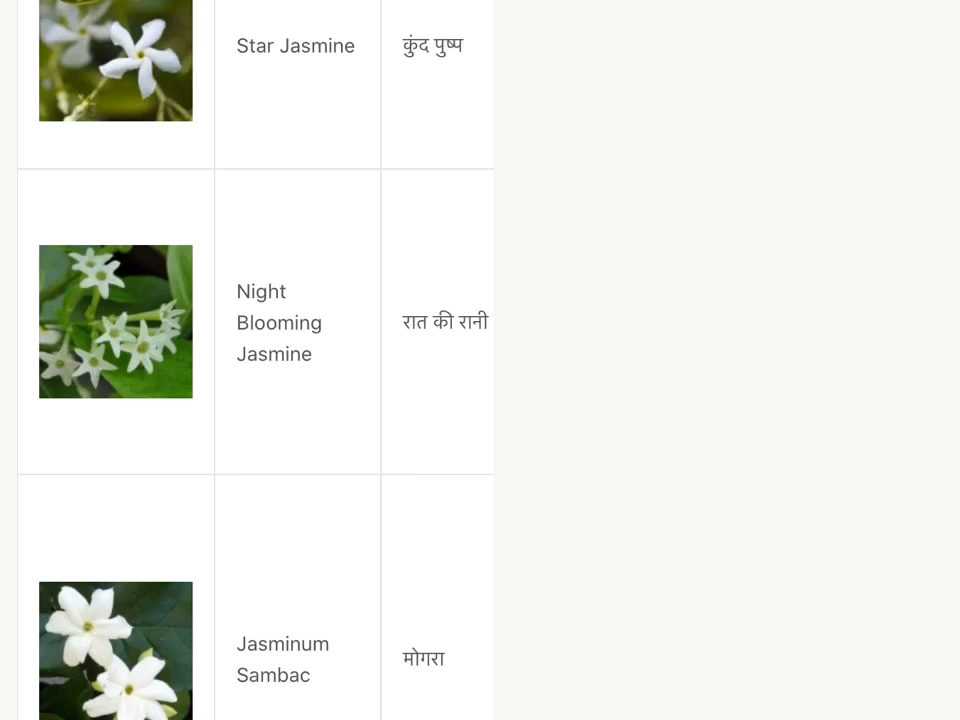 Star Jasmine
कुंद पुष्प
Night
Blooming
Jasmine
रात की रानी
Jasminum
Sambac
मोगरा